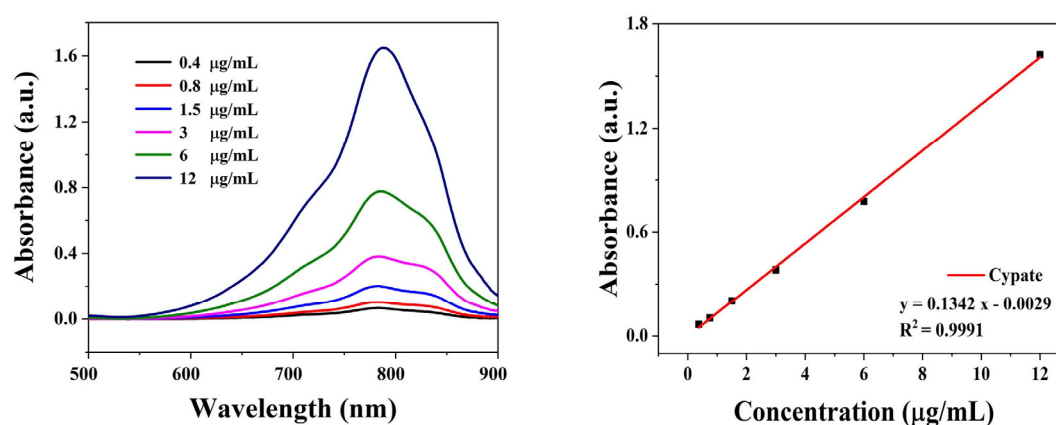 1.6
1.2
0.8
0.4
0.0
Absorbance (a.u.)
0.4 μg/mL
0.8 μg/mL
1.5 μg/mL
3 μg/mL
6 μg/mL
12 μg/mL
500 600 700 800 900
Wavelength (nm)
1.8
1.2
0.6
0.0
Absorbance (a.u.)
Cypate
y = 0.1342 x - 0.0029
R² = 0.9991
0 2 4 6 8 10 12
Concentration (μg/mL)